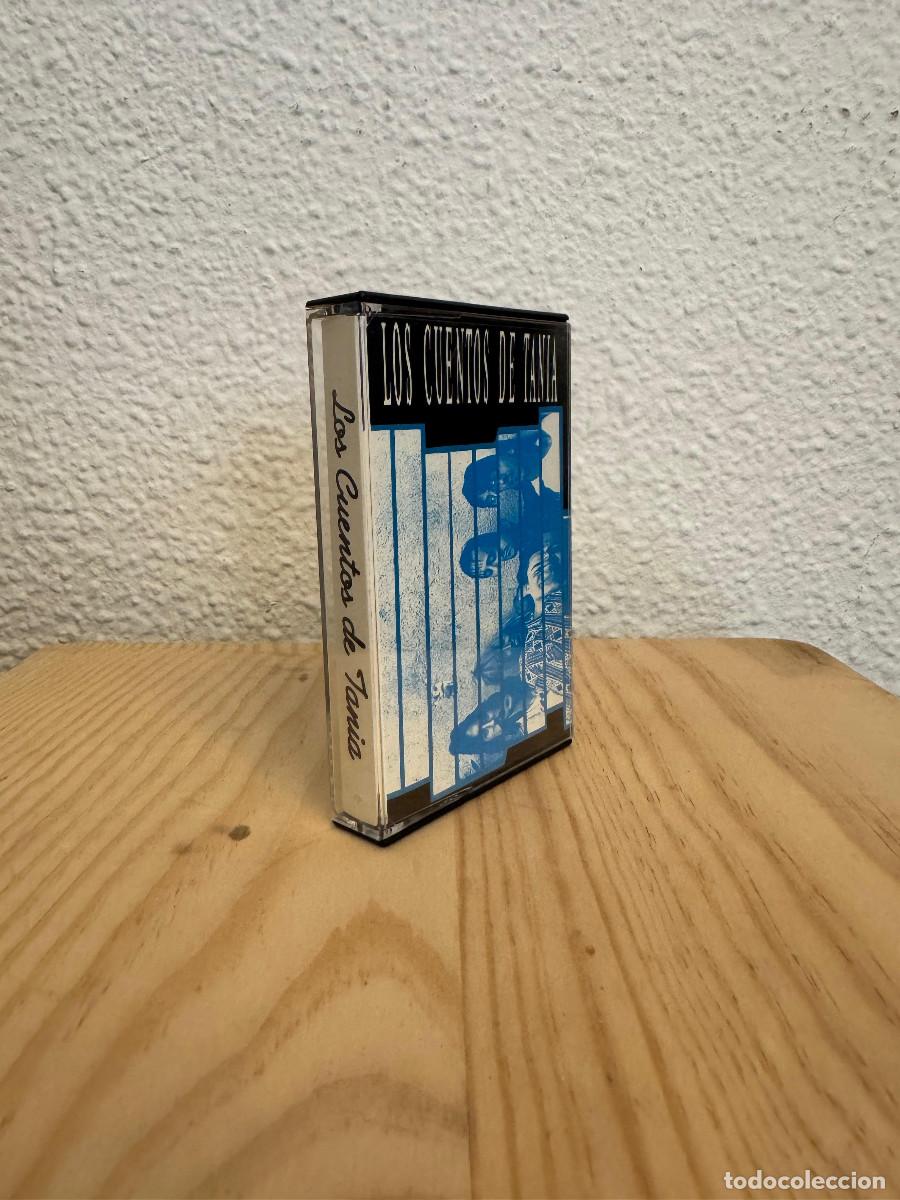 LOS CUENTOS DE TANIA
Los Cuentos de Tania
todocoleccion